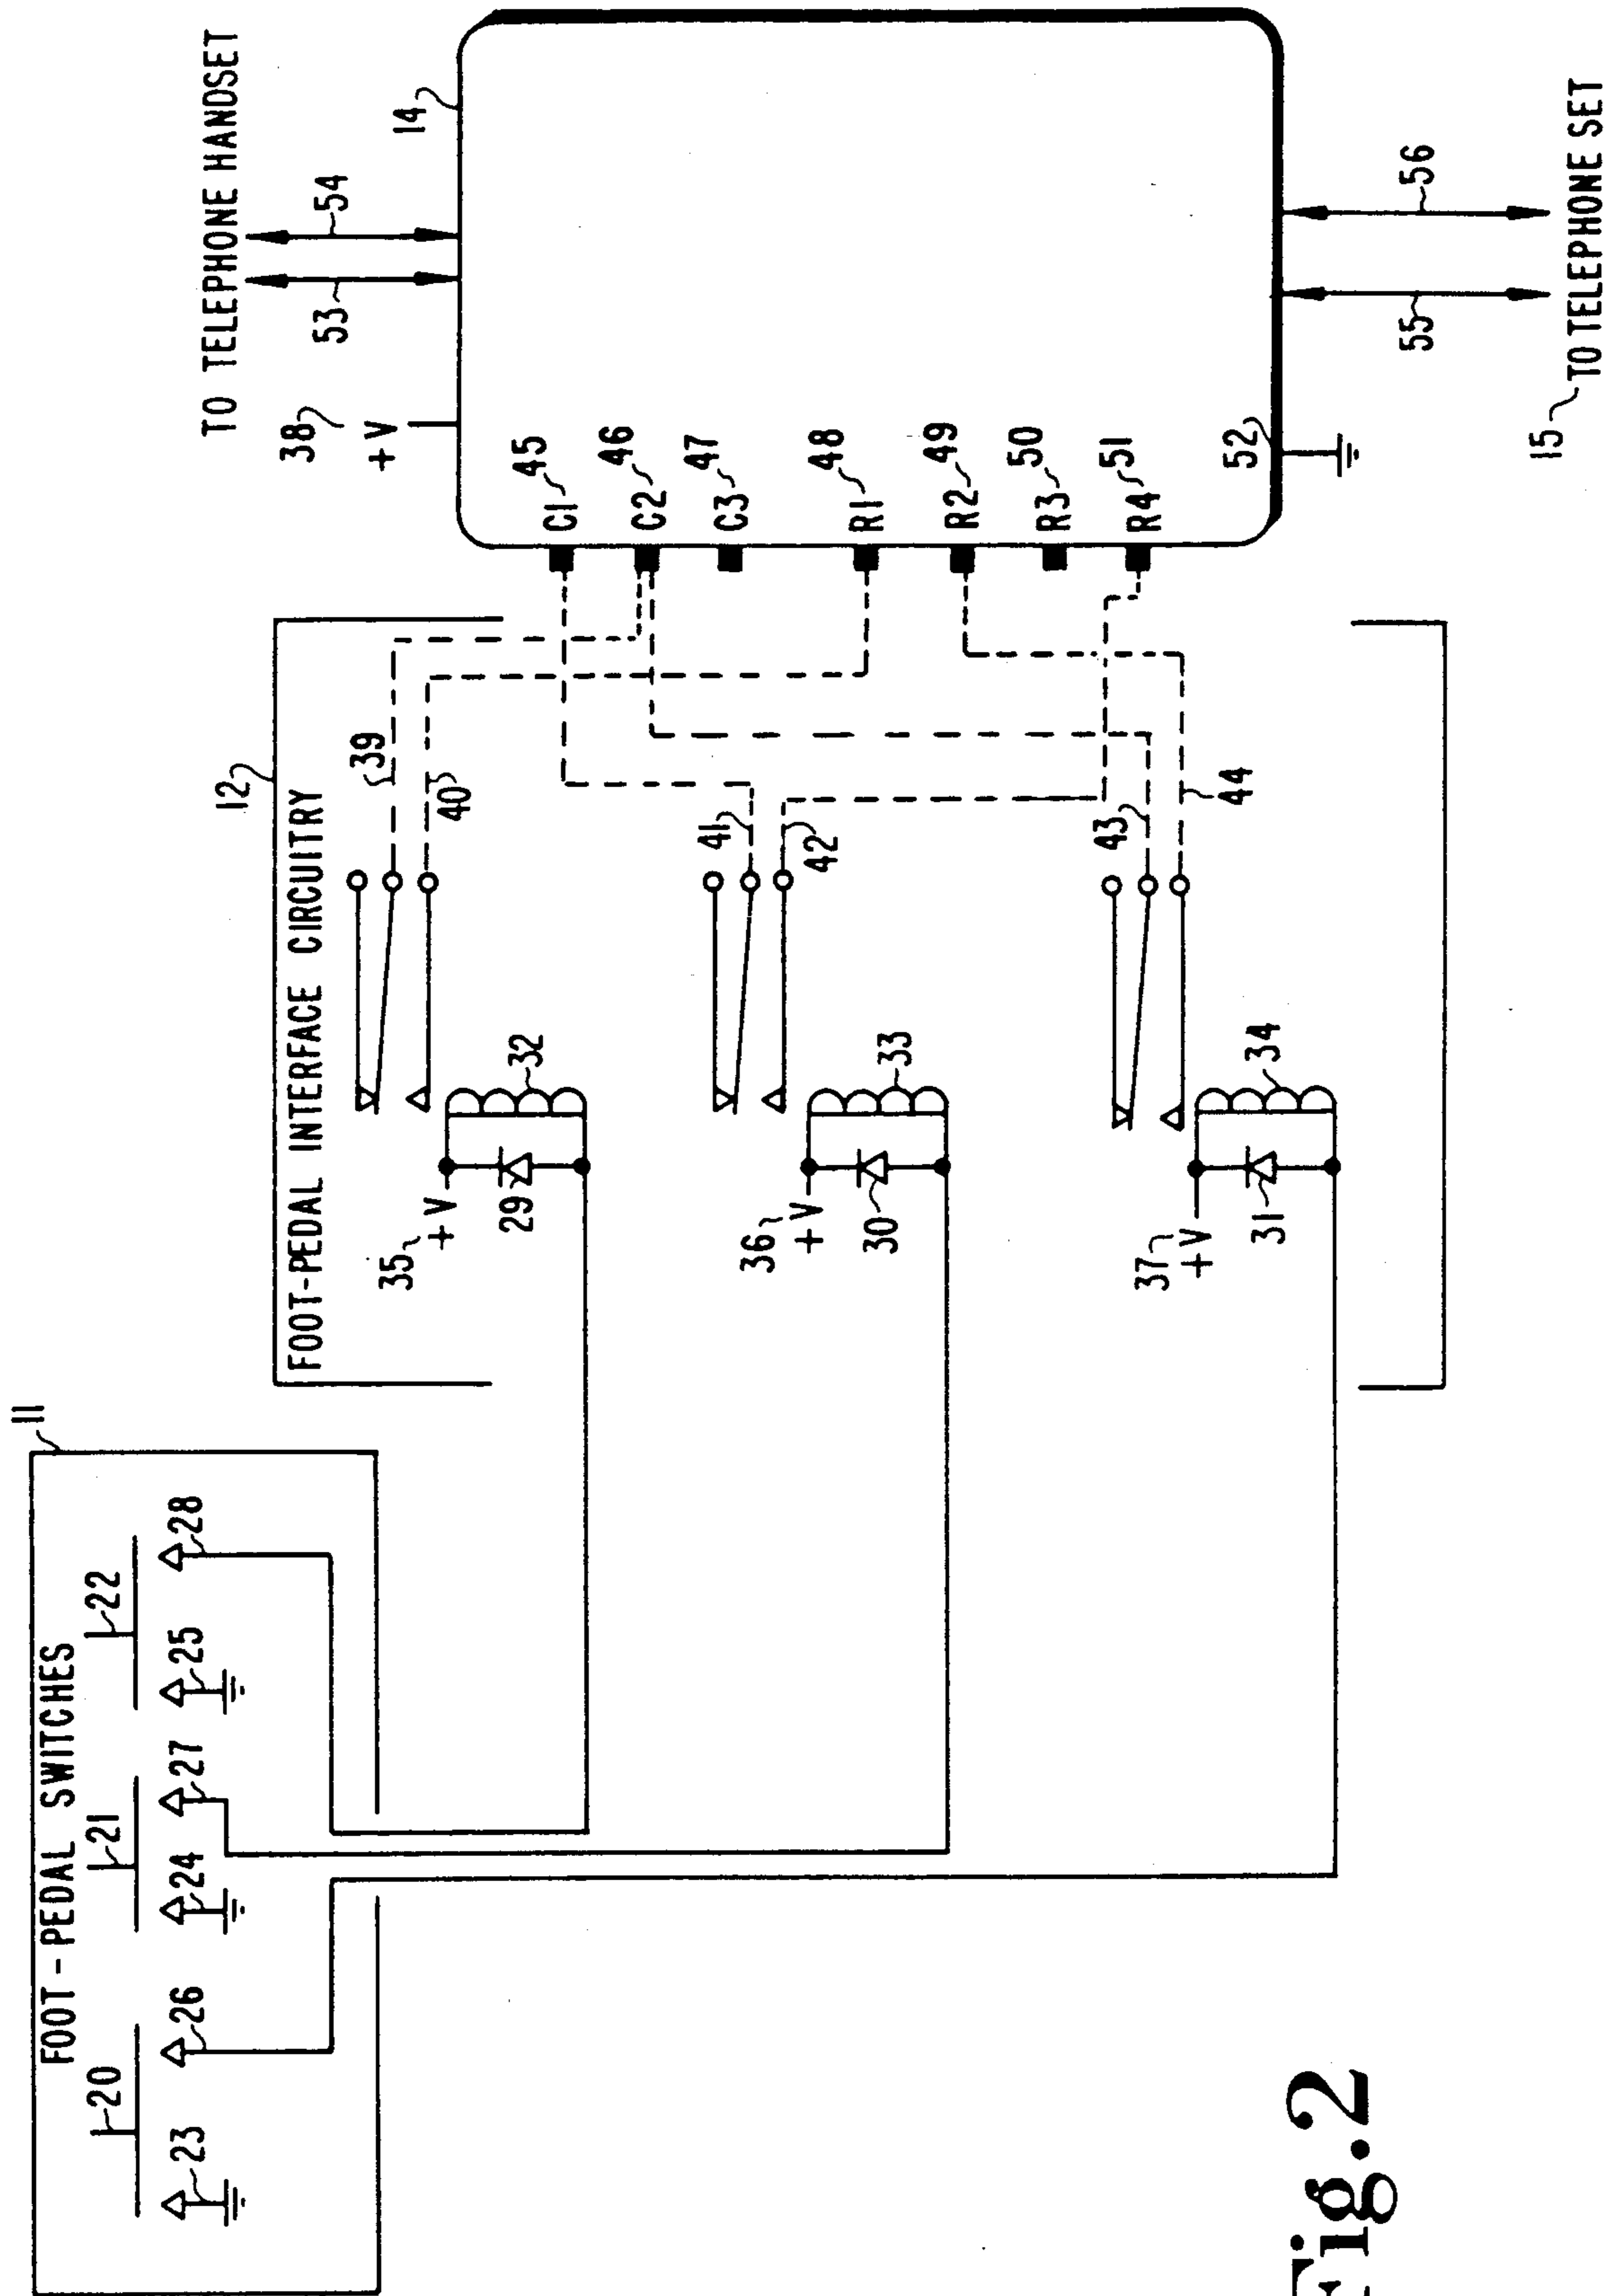 11
FOOT-PEDAL SWITCHES
20
21
22
23
26
24
27
25
28
12
FOOT-PEDAL INTERFACE CIRCUITRY
35
+V
29
32
39
40
36
+V
30
33
41
42
37
+V
31
34
43
44
TO TELEPHONE HANDSET
53
54
38
+V
14
C1
45
C2
46
C3
47
R1
48
R2
49
R3
50
R4
51
52
55
56
15
TO TELEPHONE SET
Fig.2